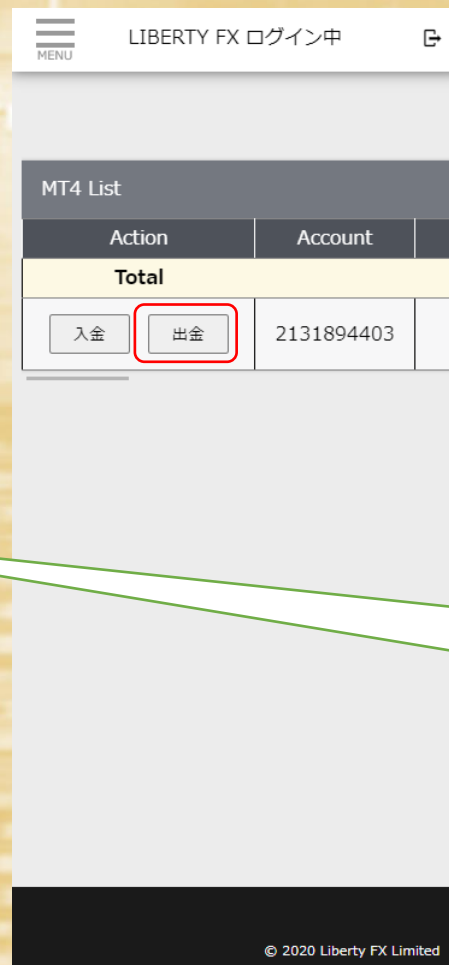 LIBERTY FX ログイン中
MENU
MT4 List
Action Account
Total
入金 出金 2131894403
© 2020 Liberty FX Limited